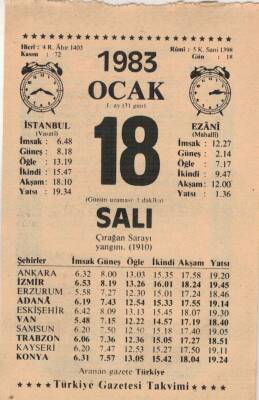 Hicrî : 4 R. Âhır 1403
Kasım : 72
Rûmî : 5 K. Sani 1398
Gün : 18
1983
OCAK
1. ay (31 gün)
18
(Günün uzaması: 1 dakika)
SALI
Çırağan Sarayı
yangını. (1910)
İSTANBUL
(Vasatî)
İmsak : 6.48
Güneş : 8.18
Öğle : 13.19
İkindi : 15.47
Akşam: 18.10
Yatsı : 19.34
EZÂNÎ
(Mahallî)
İmsak : 12.27
Güneş : 2.14
Öğle : 7.17
İkindi : 9.47
Akşam: 12.00
Yatsı : 1.36
Şehirler İmsak Güneş Öğle İkindi Akşam Yatsı
ANKARA 6.32 8.00 13.03 15.35 17.58 19.20
İZMİR 6.53 8.19 13.26 16.01 18.24 19.45
ERZURUM 5.58 7.27 12.30 15.01 17.24 18.46
ADANA 6.19 7.43 12.54 15.33 17.55 19.14
ESKİŞEHİR 6.42 8.09 13.13 15.45 18.07 19.30
VAN 5.48 7.15 12.22 14.57 17.19 18.40
SAMSUN 6.20 7.50 12.50 15.18 17.40 19.05
TRABZON 6.06 7.36 12.36 15.05 17.27 18.51
KAYSERİ 6.20 7.47 12.53 15.27 17.50 19.11
KONYA 6.31 7.57 13.05 15.42 18.04 19.24
Aranan gazete Türkiye
Türkiye Gazetesi Takvimi